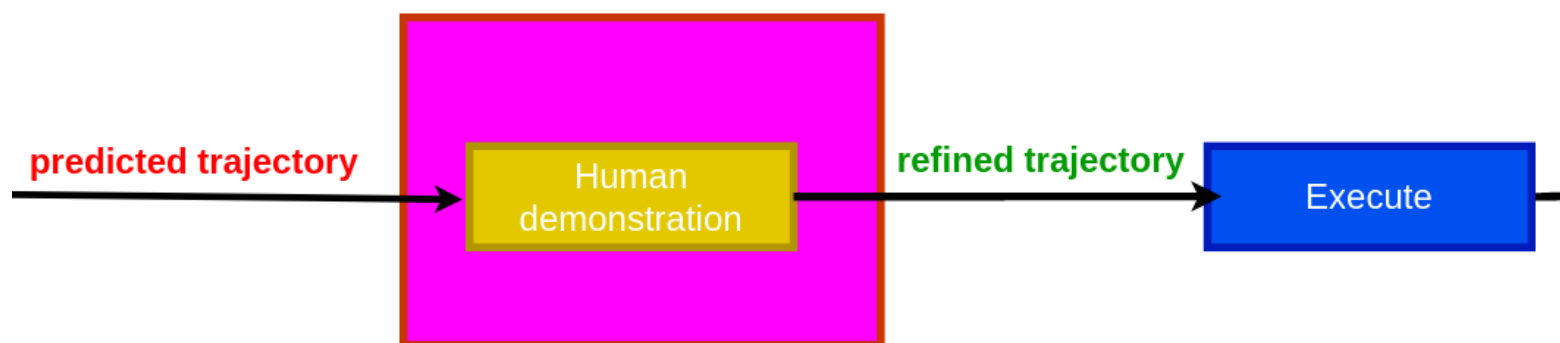 predicted trajectory
Human
demonstration
refined trajectory
Execute